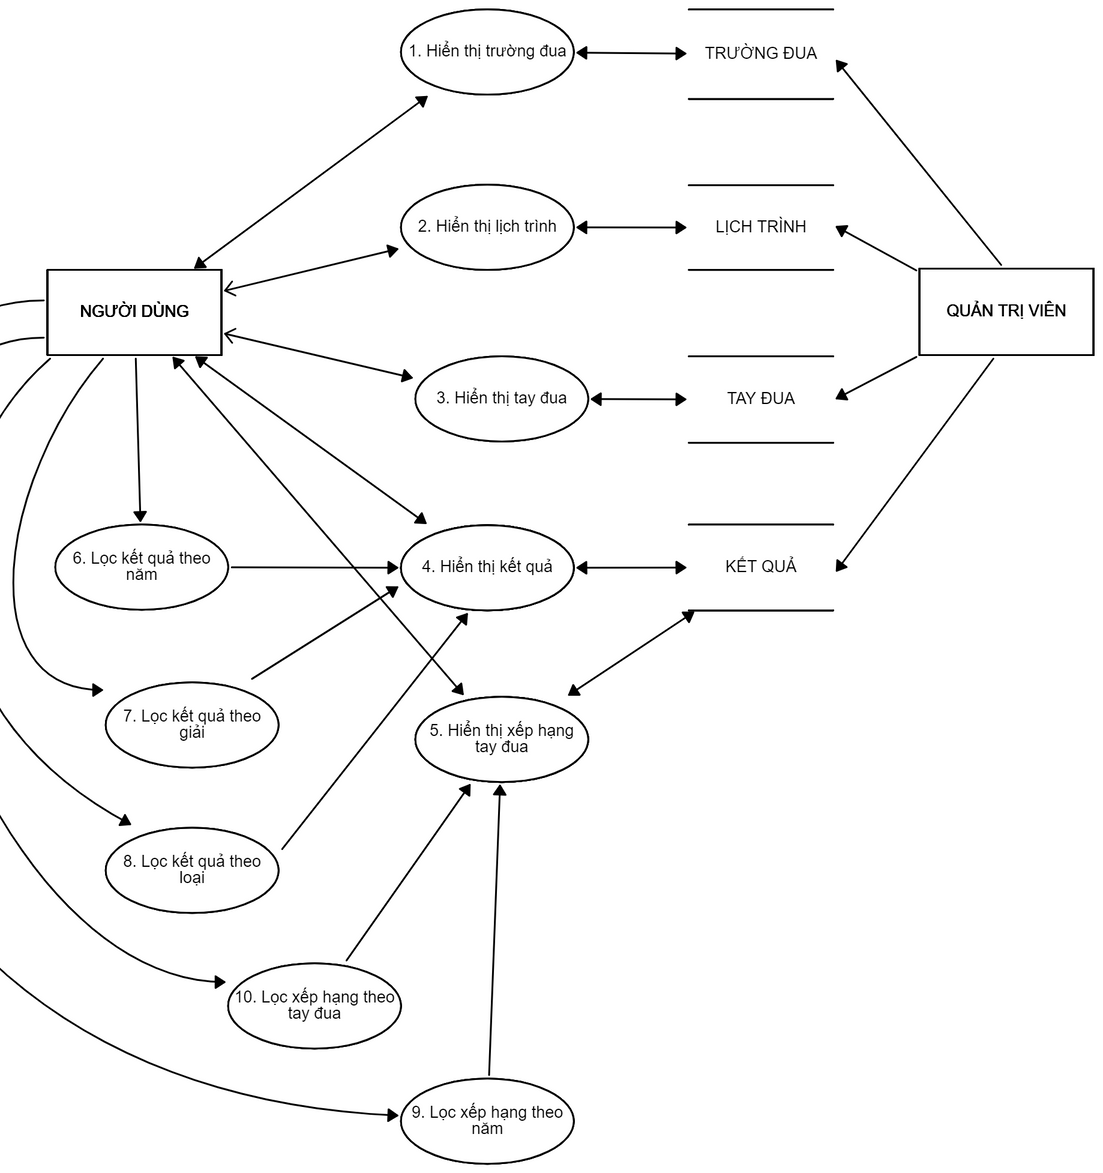 1. Hiển thị trường đua
TRƯỜNG ĐUA
2. Hiển thị lịch trình
LỊCH TRÌNH
NGƯỜI DÙNG
QUẢN TRỊ VIÊN
3. Hiển thị tay đua
TAY ĐUA
6. Lọc kết quả theo
năm
4. Hiển thị kết quả
KẾT QUẢ
7. Lọc kết quả theo
giải
5. Hiển thị xếp hạng
tay đua
8. Lọc kết quả theo
loại
10. Lọc xếp hạng theo
tay đua
9. Lọc xếp hạng theo
năm